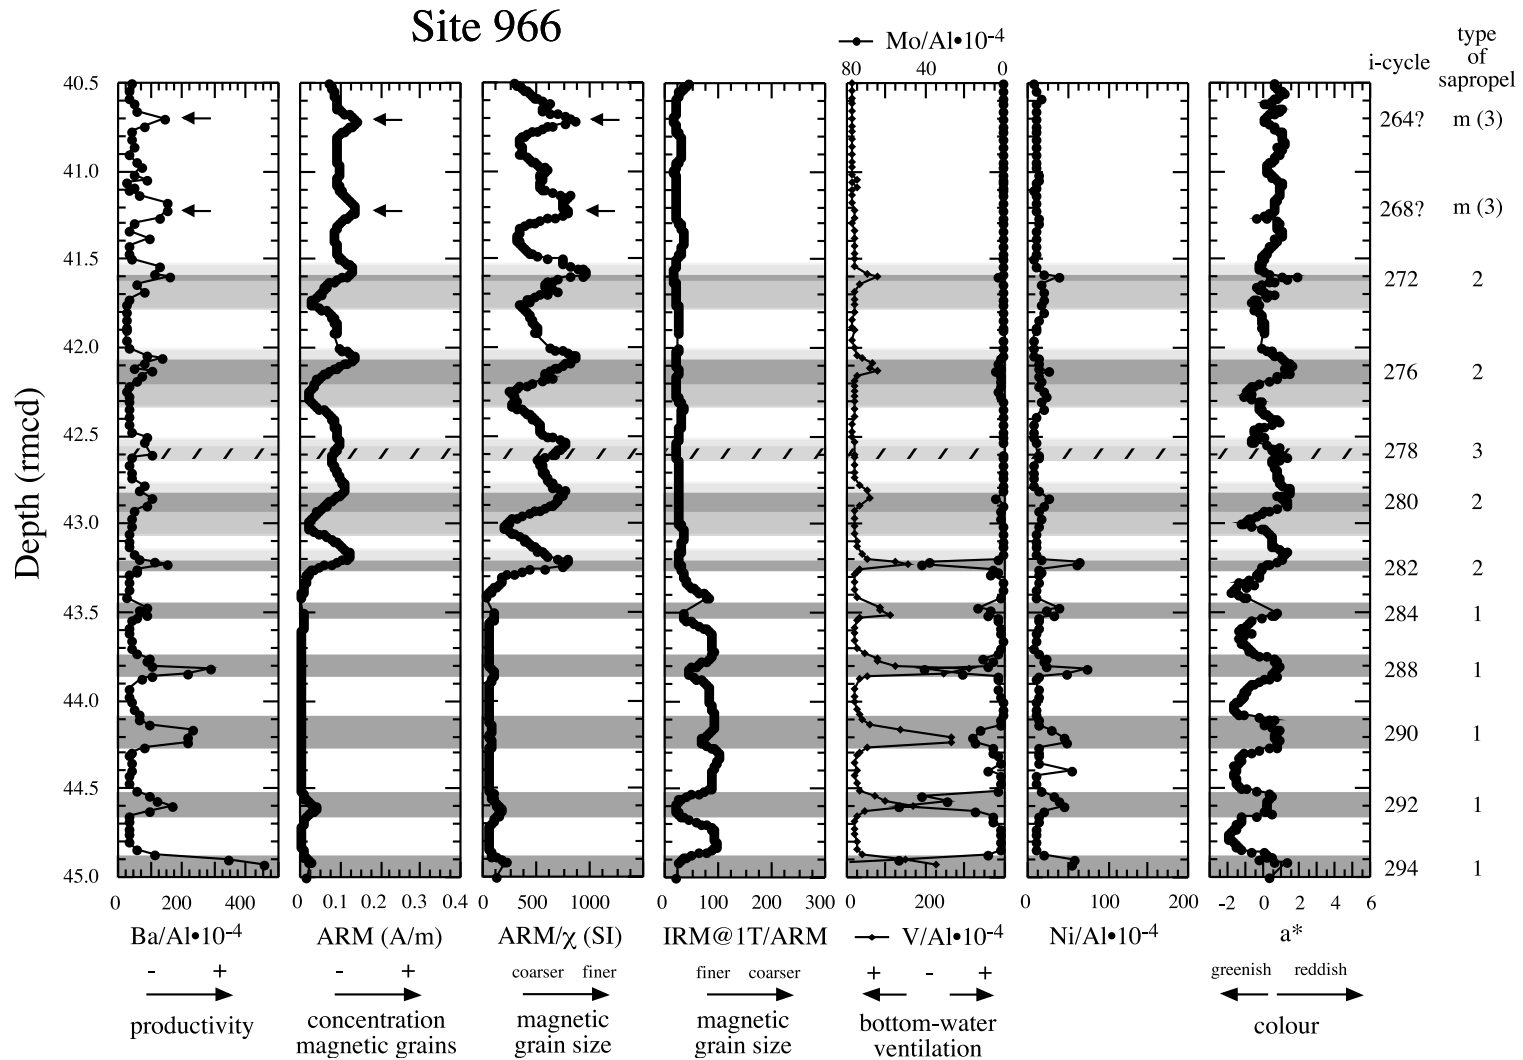 Site 966
Mo/Al•10-4
80 40 0
i-cycle
type
of
sapropel
Depth (rmcd)
40.5
41.0
41.5
42.0
42.5
43.0
43.5
44.0
44.5
45.0
264? m (3)
268? m (3)
272 2
276 2
278 3
280 2
282 2
284 1
288 1
290 1
292 1
294 1
0 200 400
0 0.1 0.2 0.3 0.4
0 500 1000
0 100 200 300
0 200
0 100 200
-2 0 2 4 6
Ba/Al•10-4
ARM (A/m)
ARM/χ (SI)
IRM@1T/ARM
V/Al•10-4
Ni/Al•10-4
a*
- +
- +
coarser finer
finer coarser
+ - +
greenish reddish
productivity
concentration
magnetic grains
magnetic
grain size
magnetic
grain size
bottom-water
ventilation
colour